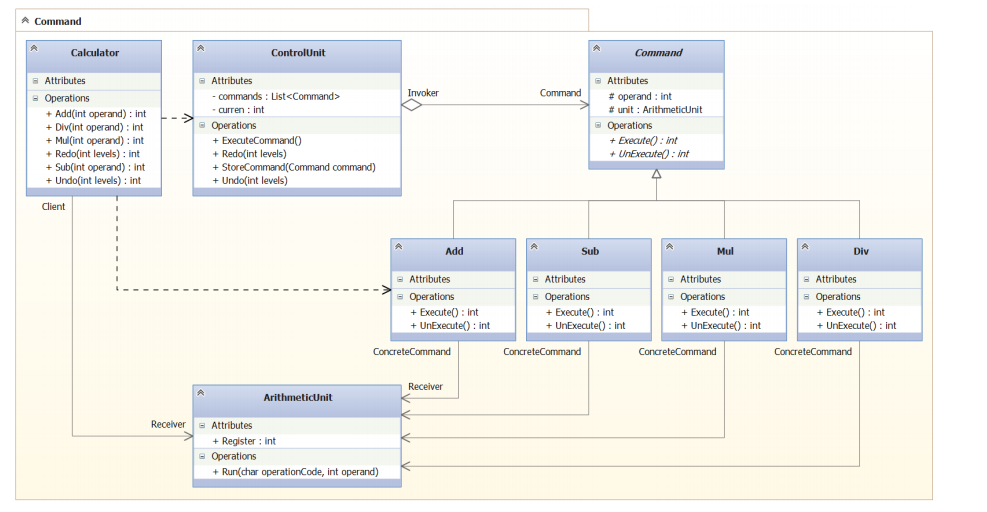 Command
Calculator
Attributes
Operations
+ Add(int operand) : int
+ Div(int operand) : int
+ Mul(int operand) : int
+ Redo(int levels) : int
+ Sub(int operand) : int
+ Undo(int levels) : int
ControlUnit
Attributes
- commands : List<Command>
- curren : int
Operations
+ ExecuteCommand()
+ Redo(int levels)
+ StoreCommand(Command command)
+ Undo(int levels)
Invoker
Command
Command
Attributes
# operand : int
# unit : ArithmeticUnit
Operations
+ Execute() : int
+ UnExecute() : int
Client
Add
Attributes
Operations
+ Execute() : int
+ UnExecute() : int
Sub
Attributes
Operations
+ Execute() : int
+ UnExecute() : int
Mul
Attributes
Operations
+ Execute() : int
+ UnExecute() : int
Div
Attributes
Operations
+ Execute() : int
+ UnExecute() : int
ConcreteCommand
ConcreteCommand
ConcreteCommand
ConcreteCommand
Receiver
Receiver
ArithmeticUnit
Attributes
+ Register : int
Operations
+ Run(char operationCode, int operand)